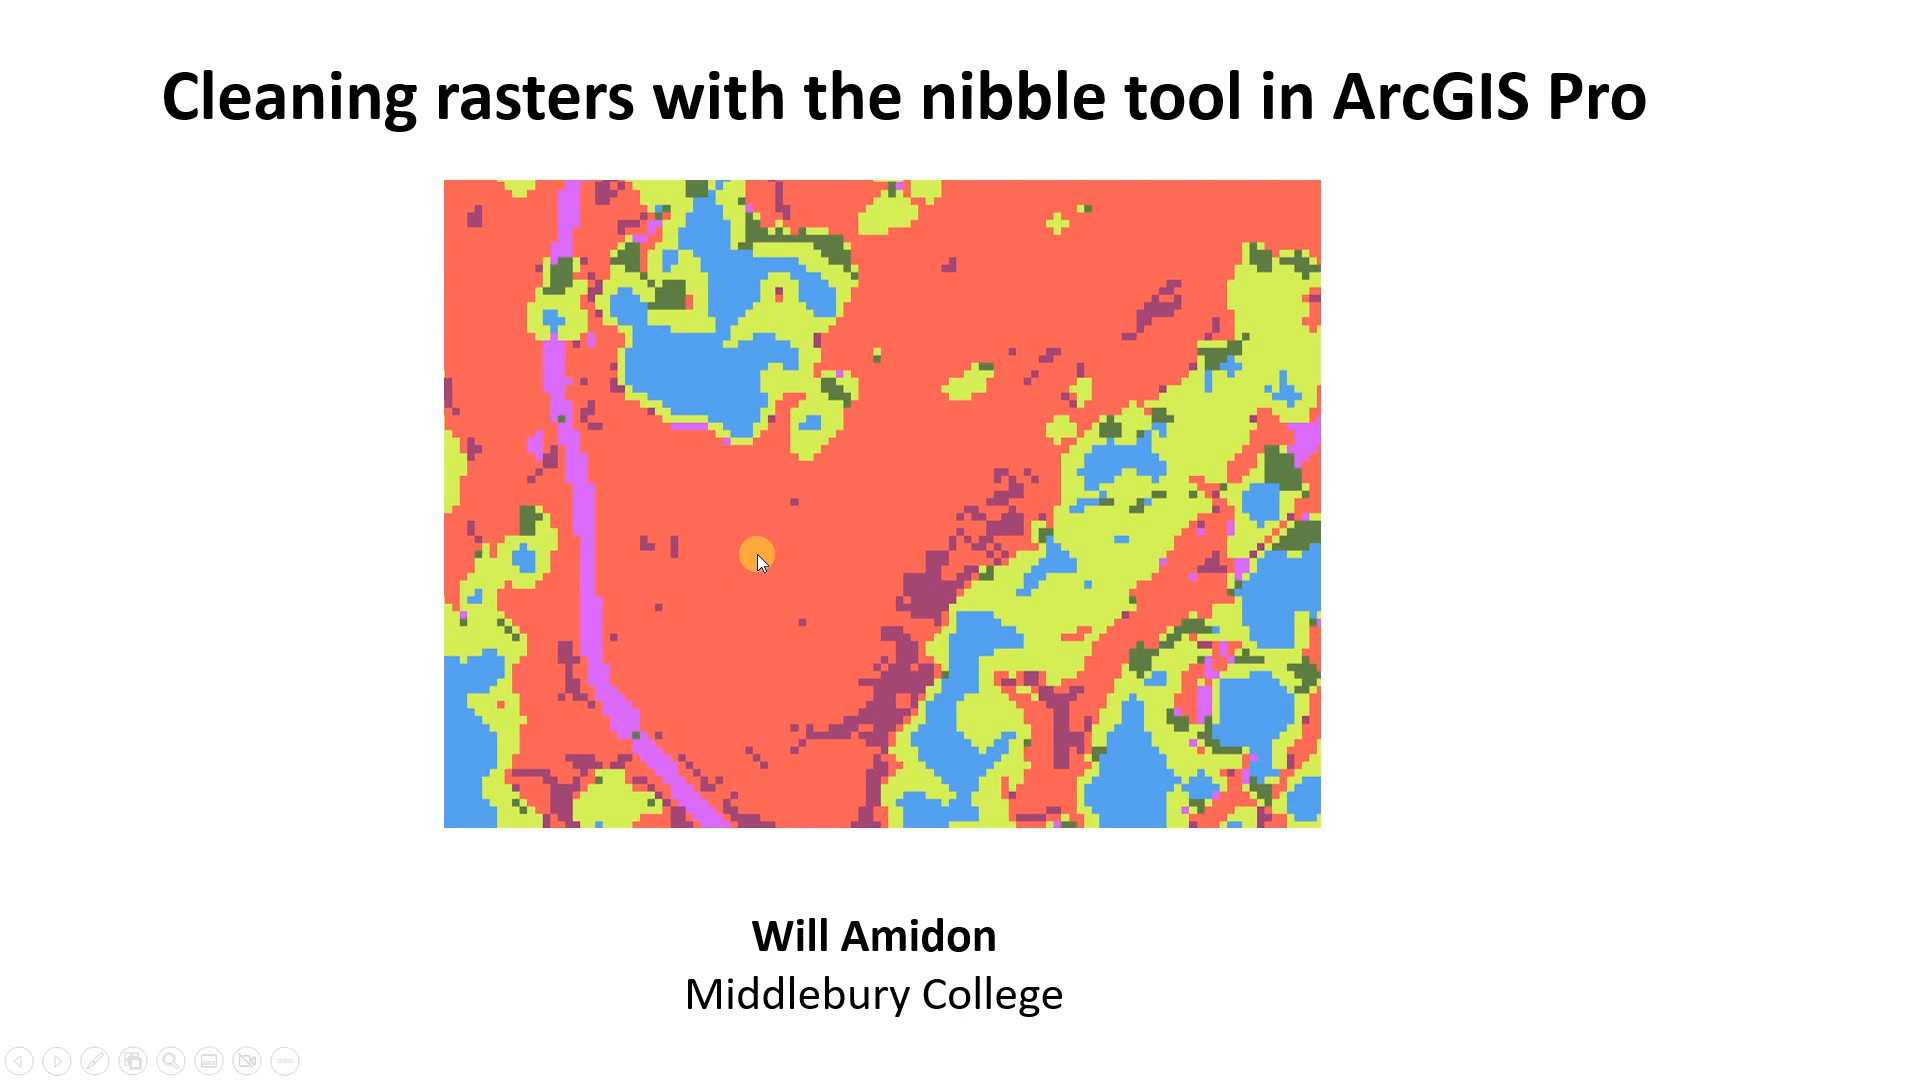 Cleaning rasters with the nibble tool in ArcGIS Pro
Will Amidon
Middlebury College